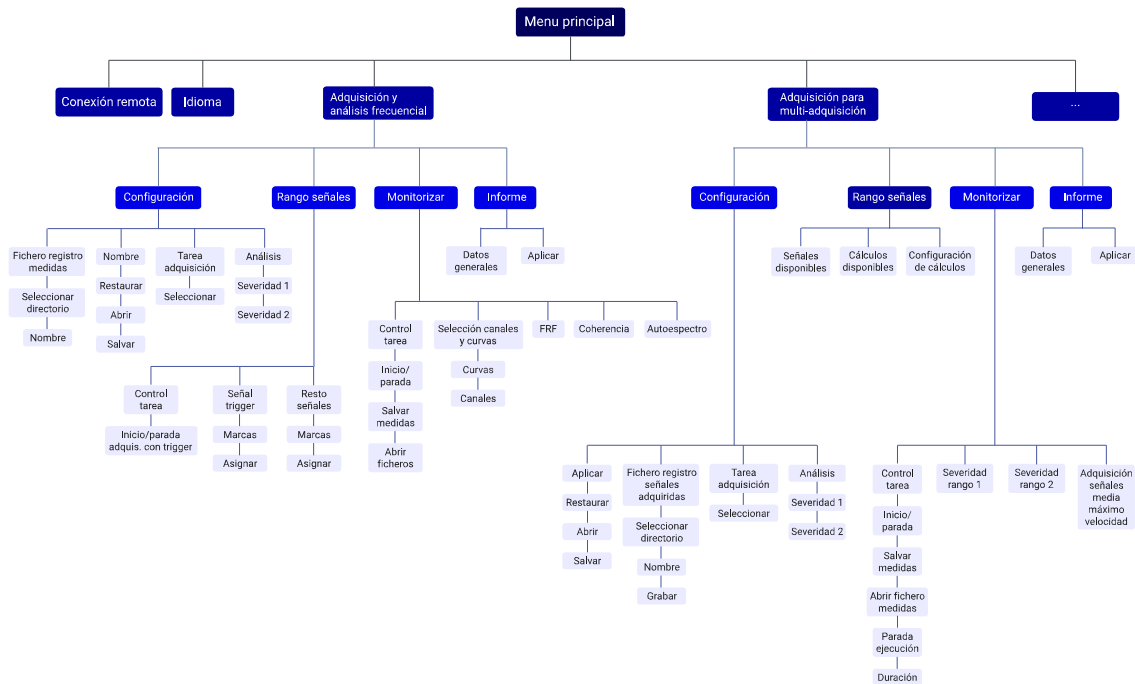 Menu principal
Conexión remota
Idioma
Adquisición y
análisis frecuencial
Adquisición para
multi-adquisición
...
Configuración
Rango señales
Monitorizar
Informe
Configuración
Rango señales
Monitorizar
Informe
Fichero registro
medidas
Seleccionar
directorio
Nombre
Nombre
Restaurar
Abrir
Salvar
Tarea
adquisición
Seleccionar
Análisis
Severidad 1
Severidad 2
Control
tarea
Inicio/parada
adquis. con trigger
Señal
trigger
Marcas
Asignar
Resto
señales
Marcas
Asignar
Control
tarea
Inicio/
parada
Salvar
medidas
Abrir
ficheros
Selección canales
y curvas
Curvas
Canales
FRF
Coherencia
Autoespectro
Datos
generales
Aplicar
Aplicar
Restaurar
Abrir
Salvar
Fichero registro
señales
adquiridas
Seleccionar
directorio
Nombre
Grabar
Tarea
adquisición
Seleccionar
Análisis
Severidad 1
Severidad 2
Señales
disponibles
Cálculos
disponibles
Configuración
de cálculos
Control
tarea
Inicio/
parada
Salvar
medidas
Abrir fichero
medidas
Parada
ejecución
Duración
Severidad
rango 1
Severidad
rango 2
Adquisición
señales
media
máximo
velocidad
Datos
generales
Aplicar